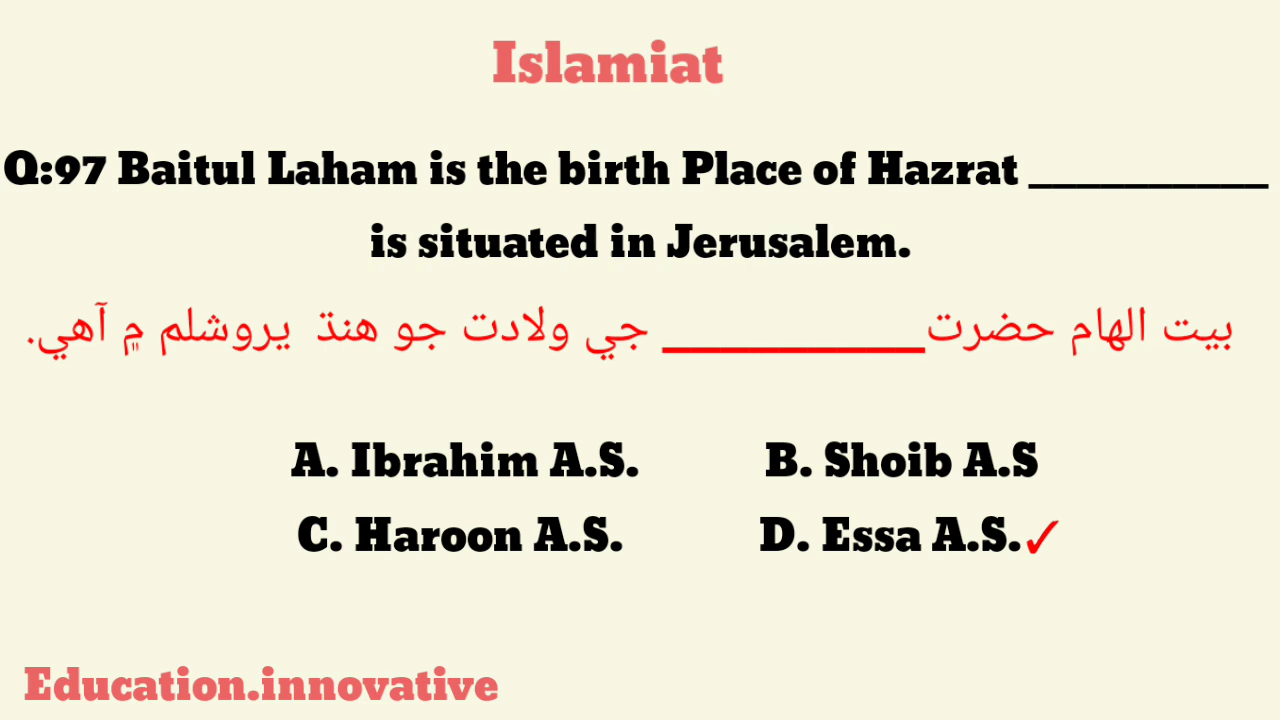 Islamiat
Q:97 Baitul Laham is the birth Place of Hazrat __________
is situated in Jerusalem.
بيت الهام حضرت__________ جي ولادت جو هنڌ يروشلم ۾ آهي.
A. Ibrahim A.S. B. Shoib A.S
C. Haroon A.S. D. Essa A.S.✓
Education.innovative